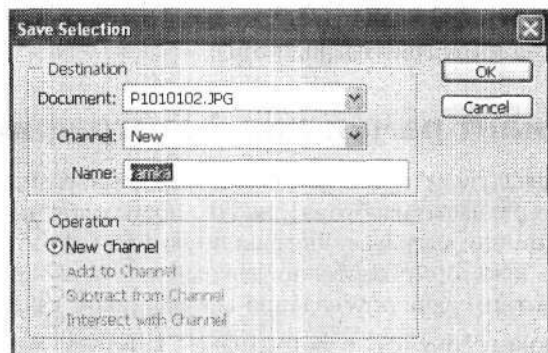 Save Selection
Destination
Document: P1010102.JPG
Channel: New
Name: ramka
OK
Cancel
Operation
New Channel
Add to Channel
Subtract from Channel
Intersect with Channel